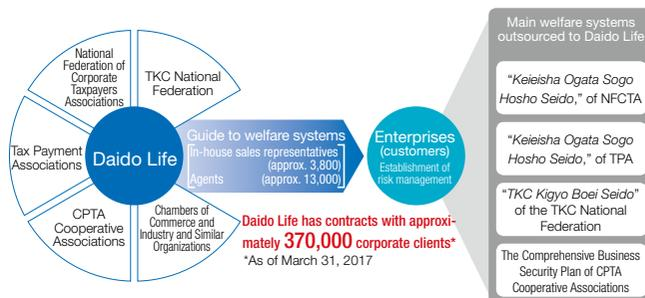 National
Federation of
Corporate
Taxpayers
Associations
TKC National
Federation
Tax Payment
Associations
Daido Life
CPTA
Cooperative
Associations
Chambers of
Commerce and
Industry and Similar
Organizations
Guide to welfare systems
[In-house sales representatives
(approx. 3,800)
Agents (approx. 13,000)]
Enterprises
(customers)
Establishment of
risk management
Daido Life has contracts with approxi-
mately 370,000 corporate clients*
*As of March 31, 2017
Main welfare systems
outsourced to Daido Life
“Keieisha Ogata Sogo
Hosho Seido,” of NFCTA
“Keieisha Ogata Sogo
Hosho Seido,” of TPA
“TKC Kigyo Boei Seido”
of the TKC National
Federation
The Comprehensive Business
Security Plan of CPTA
Cooperative Associations